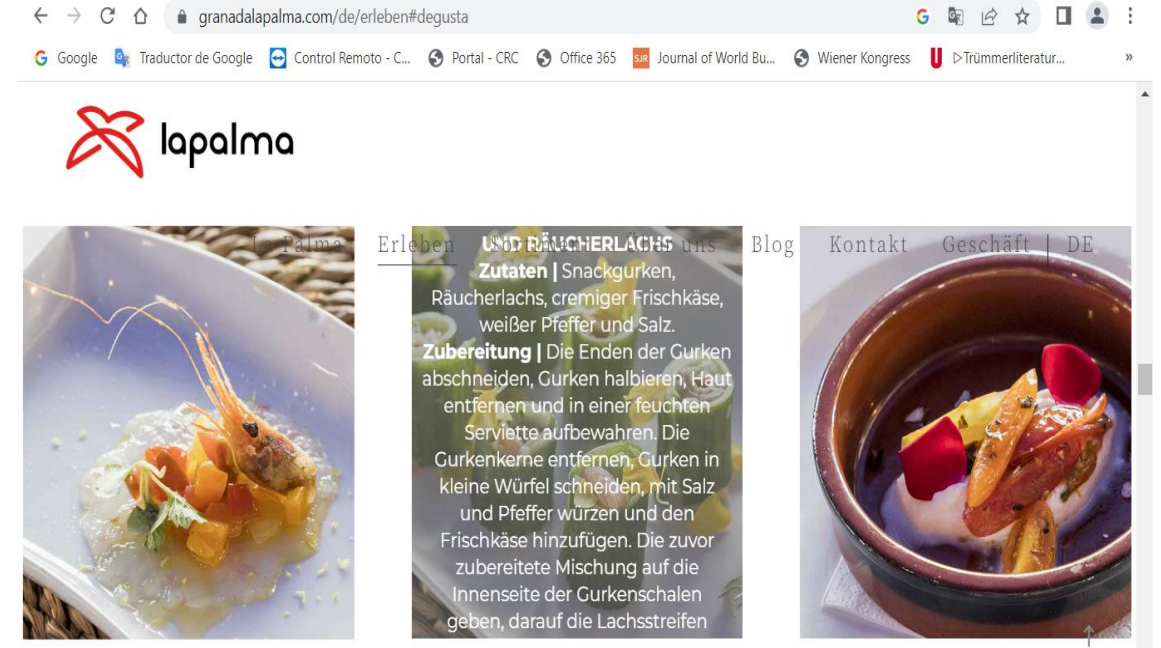 granadalapalma.com/de/erleben#degusta
Google Traductor de Google Control Remoto - C... Portal - CRC Office 365 SJR Journal of World Bu... Wiener Kongress U ▷Trümmerliteratur... »
lapalma
La Palma Erleben Sortiment Über uns Blog Kontakt Geschäft | DE
UND RÄUCHERLACHS
Zutaten | Snackgurken,
Räucherlachs, cremiger Frischkäse,
weißer Pfeffer und Salz.
Zubereitung | Die Enden der Gurken
abschneiden, Gurken halbieren, Haut
entfernen und in einer feuchten
Serviette aufbewahren. Die
Gurkenkerne entfernen, Gurken in
kleine Würfel schneiden, mit Salz
und Pfeffer würzen und den
Frischkäse hinzufügen. Die zuvor
zubereitete Mischung auf die
Innenseite der Gurkenschalen
geben, darauf die Lachsstreifen